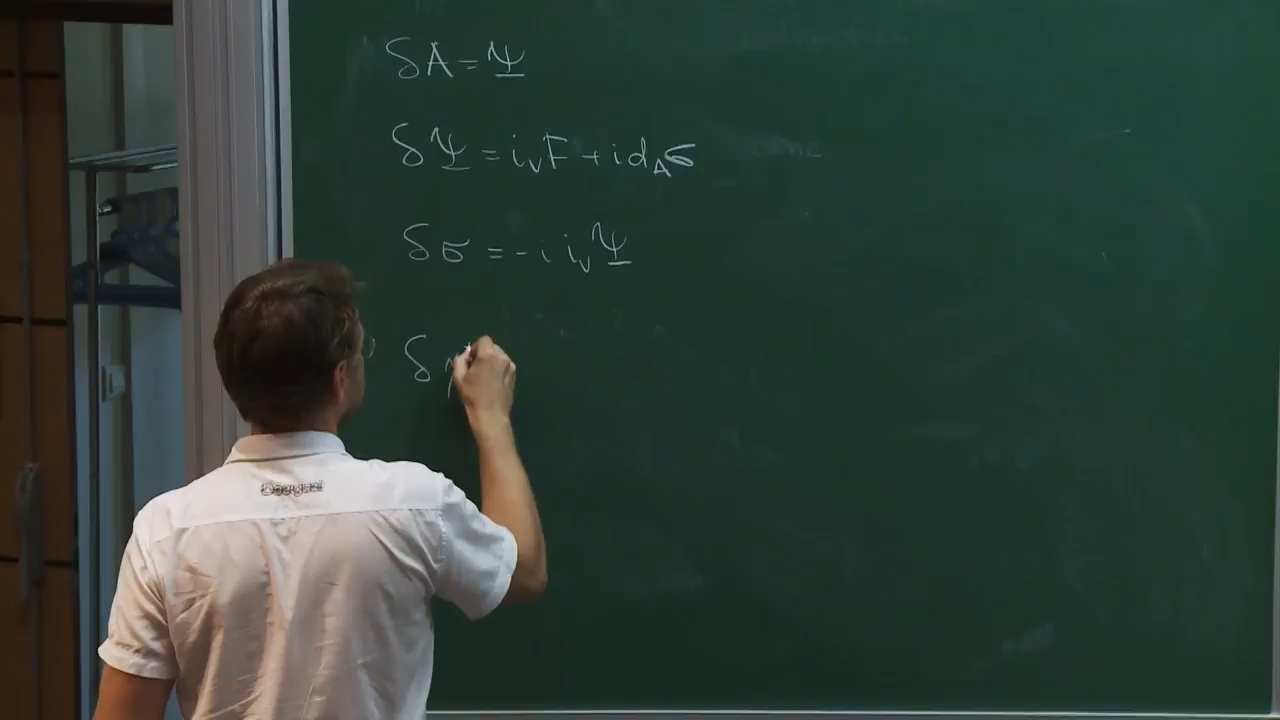 δA = Ψ
δΨ = i_v F + i d_A σ
δσ = -i i_v Ψ
δ